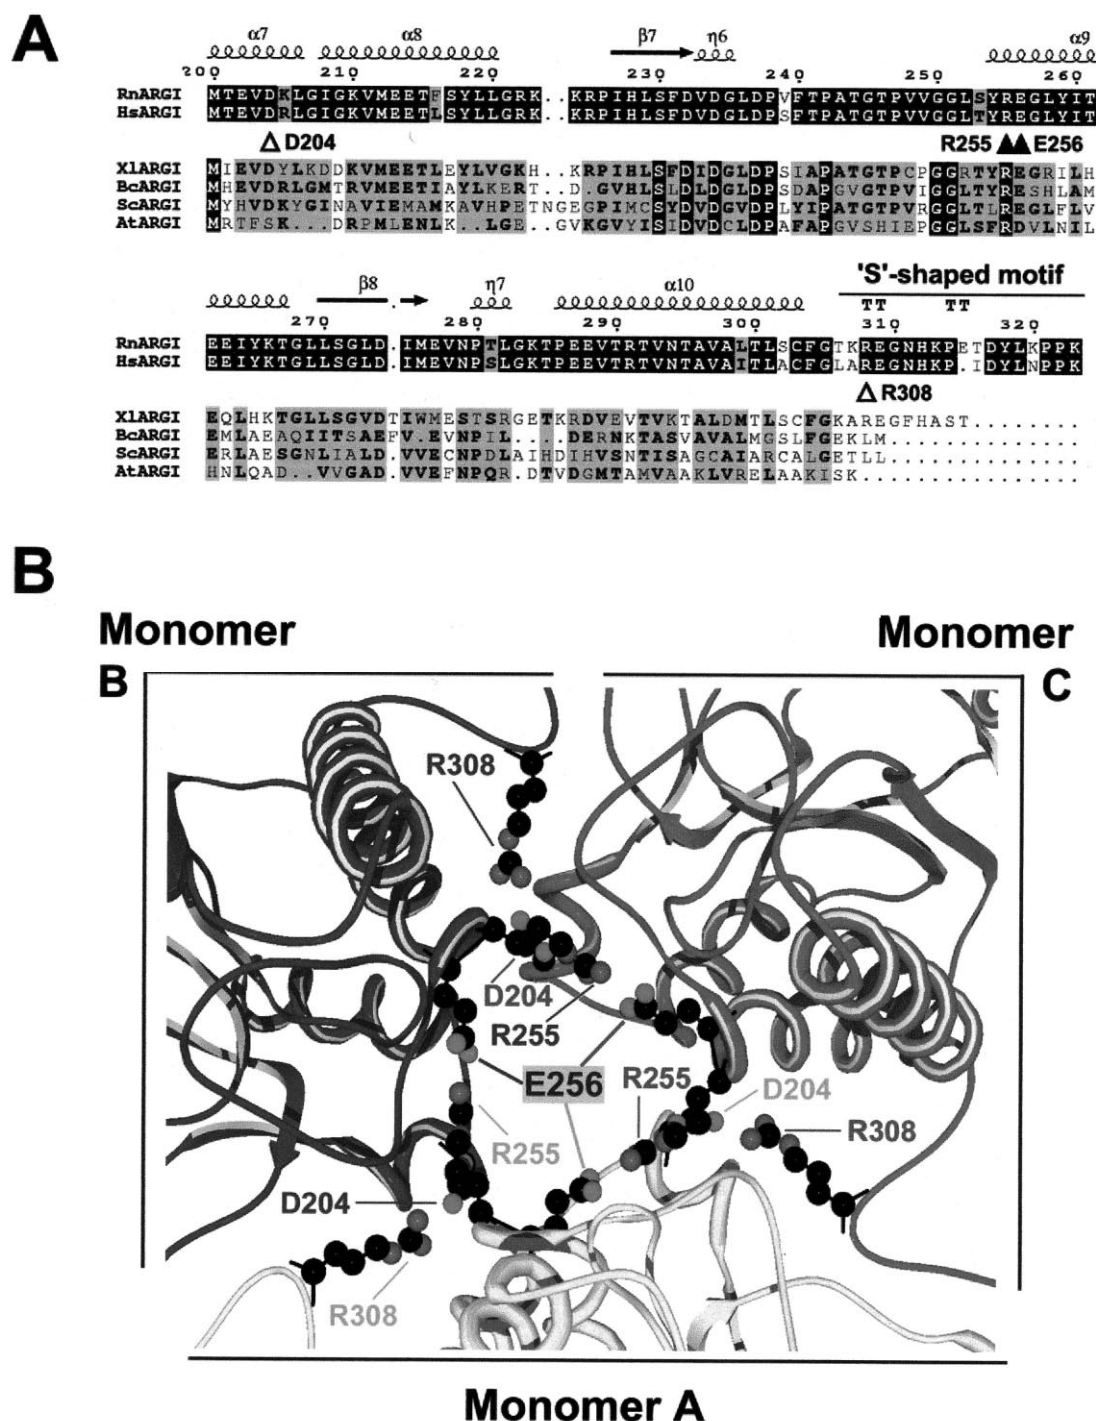 A
α7 α8 β7 η6 α9
200 210 220 230 240 250 260
RnARGI MTEVDKLGIGKVMEETFSYLLGRK..KRPIHLSFDVDGLDPVFTPATGTPVVGGLSYREGLYIT
HsARGI MTEVDRLGIGKVMEETLSYLLGRK..KRPIHLSFDVDGLDPSFTPATGTPVVGGLTYREGLYIT
△ D204 R255 ▲▲ E256
XlARGI MIEVDYLKDDKVMEETLEYLVGKH..KRPIHLSFDIDGLDPSIAPATGTPCPGGRTYREGRILH
BcARGI MHEVDRLGMTRVMEETIAYLKERT..D.GVHLSLDLDGLDPSDAPGVGTPVIGGLTYRESHLAM
ScARGI MYHVDKYGINAVIEMAMKAVHPETNGEGPIMCSYDVDGVDPLYIPATGTPVRGGLTLREGLFLV
AtARGI MRTFSK..DRPMLENLK..LGE..GVKGVYISIDVDCLDPAFAPGVSHIEPGGLSFRDVLNIL
β8 η7 α10 'S'-shaped motif
TT TT
270 280 290 300 310 320
RnARGI EEIYKTGLLSGLD.IMEVNPTLGKTPEEVTRTVNTAVALTLSCFGTKREGNHKPETDYLKPPK
HsARGI EEIYKTGLLSGLD.IMEVNPSLGKTPEEVTRTVNTAVAITLACFGLAREGNHKP.IDYLNPPK
△ R308
XlARGI EQLHKTGLLSGVDTIWMESTSRGETKRDVEVTVKTALDMTLSCFGKAREGFHAST........
BcARGI EMLAEAQIITSAEFV.EVNPIL...DERNKTASVAVALMGSLFGEKLM..............
ScARGI ERLAESGNLIALD.VVECNPDLAIHDIHVSNTISAGCAIARCALGETLL..............
AtARGI HNLQAD..VVGAD.VVEFNPQR.DTVDGMTAMVAAKLVRELAAKISK................
B
Monomer Monomer
B C
R308
D204
R255
E256 R255 D204
R308
R255
D204
R308
Monomer A